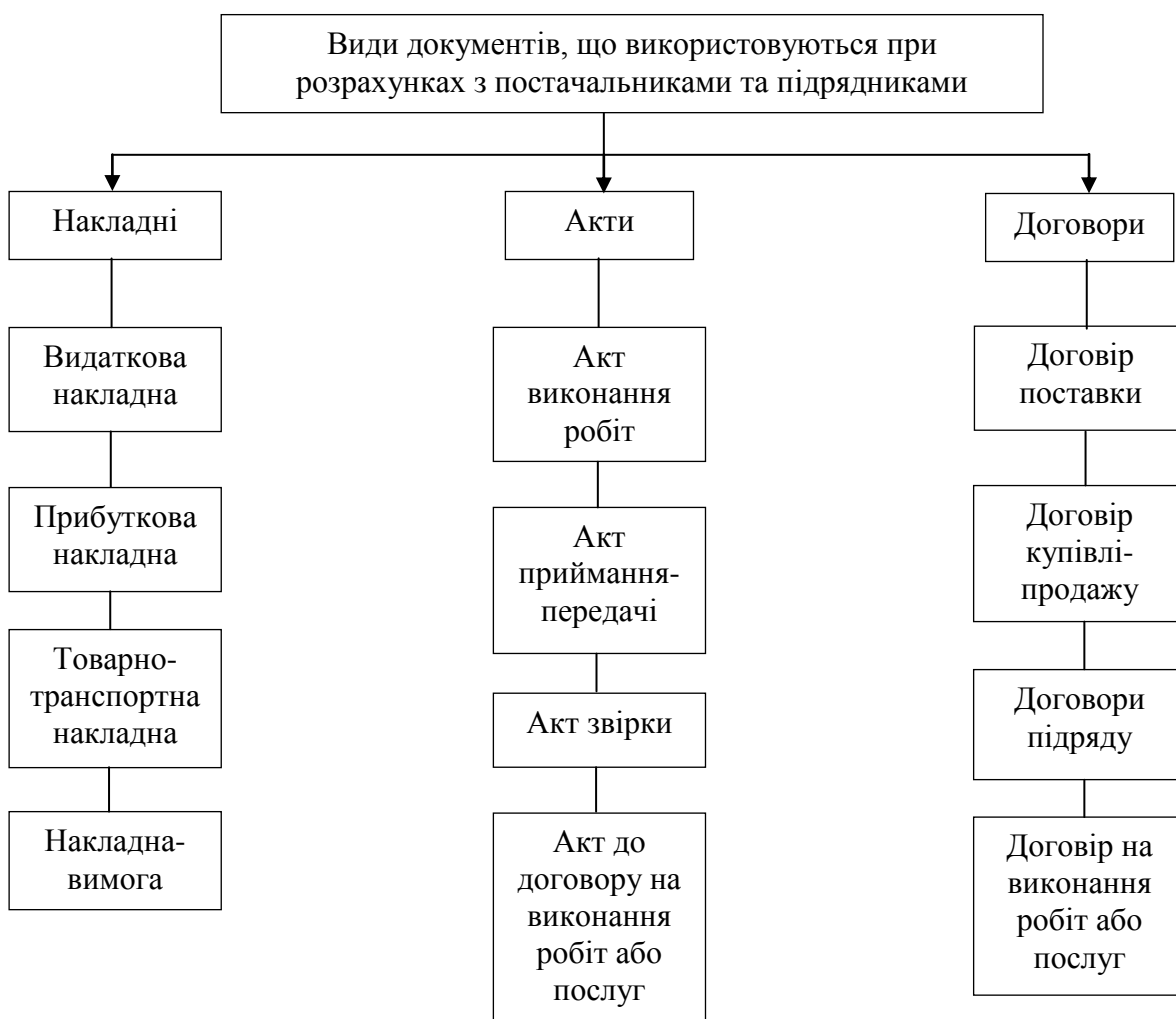 Види документів, що використовуються при
розрахунках з постачальниками та підрядниками
Накладні
Видаткова
накладна
Прибуткова
накладна
Товарно-
транспортна
накладна
Накладна-
вимога
Акти
Акт
виконання
робіт
Акт
приймання-
передачі
Акт звірки
Акт до
договору на
виконання
робіт або
послуг
Договори
Договір
поставки
Договір
купівлі-
продажу
Договори
підряду
Договір на
виконання
робіт або
послуг